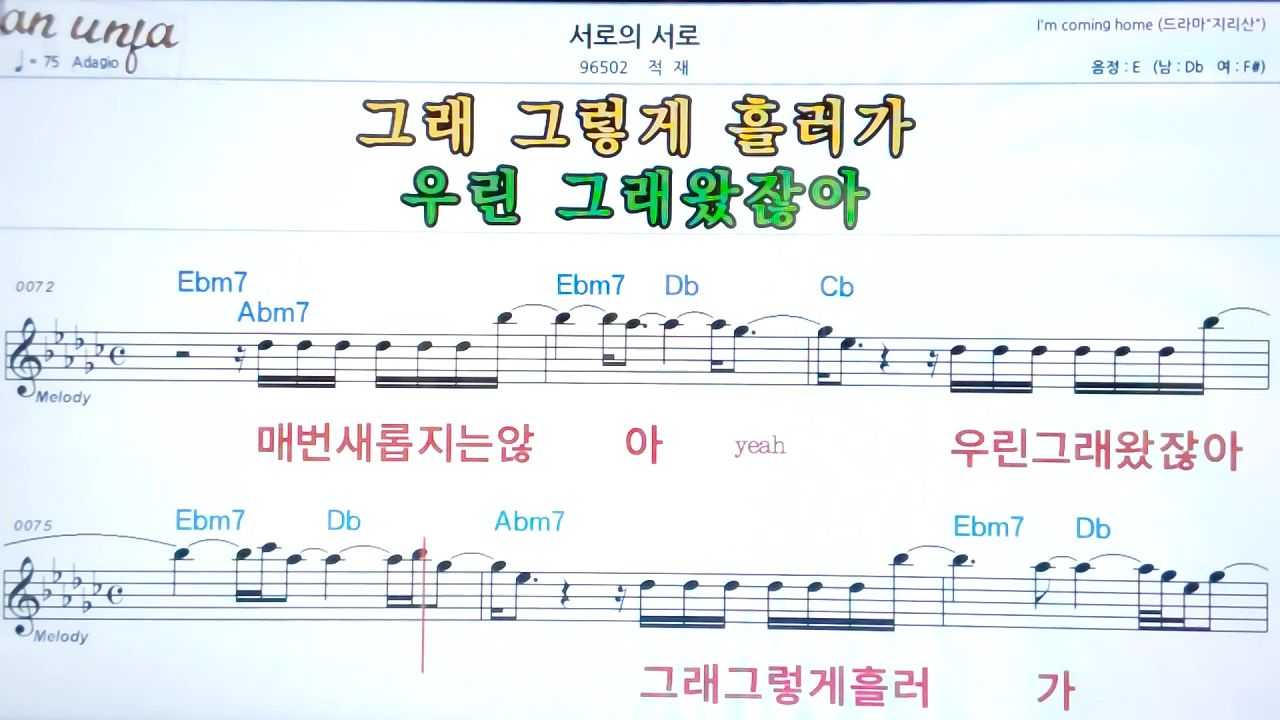 an unja
서로의 서로
I'm coming home (드라마"지리산")
♩ = 75 Adagio
96502 적 재
음정 : E (남 : Db 여 : F#)
그래 그렇게 흘러가
우린 그래왔잖아
0072
Ebm7 Abm7 Ebm7 Db Cb
Melody
매번새롭지는않 아 yeah 우린그래왔잖아
0075
Ebm7 Db Abm7 Ebm7 Db
Melody
그래그렇게흘러 가